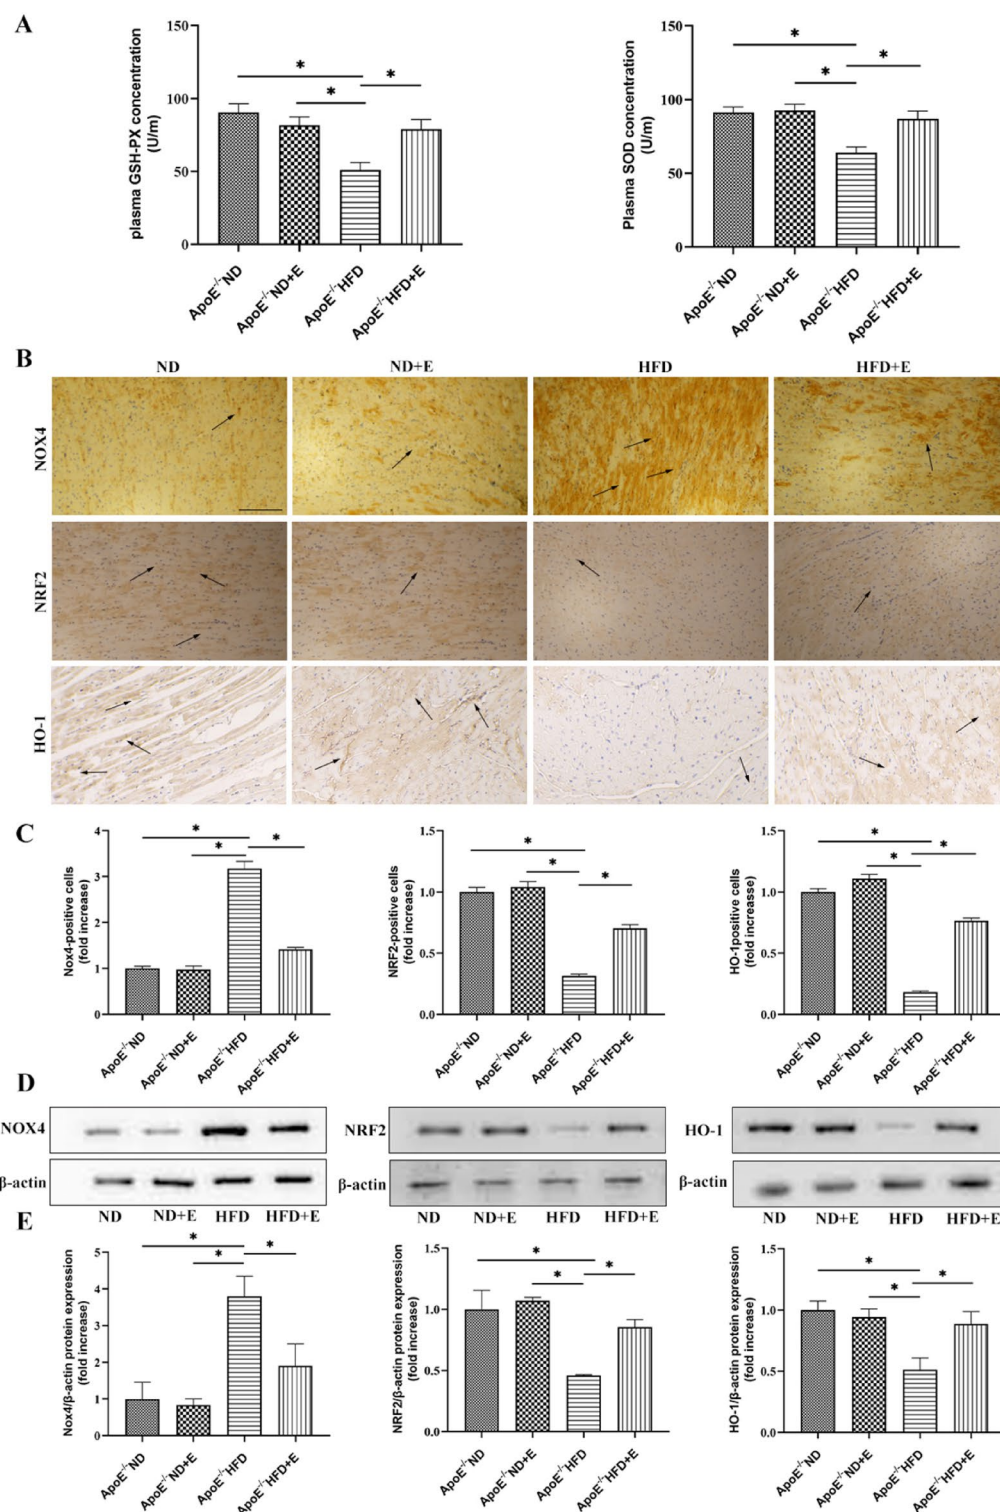 A
plasma GSH-PX concentration
(U/m)
150
100
50
0
*
*
*
ApoE-/-ND
ApoE-/-ND+E
ApoE-/-HFD
ApoE-/-HFD+E
Plasma SOD concentration
(U/m)
150
100
50
0
*
*
*
ApoE-/-ND
ApoE-/-ND+E
ApoE-/-HFD
ApoE-/-HFD+E
B
ND
ND+E
HFD
HFD+E
NOX4
NRF2
HO-1
C
Nox4-positive cells
(fold increase)
4
3
2
1
0
*
*
*
ApoE-/-ND
ApoE-/-ND+E
ApoE-/-HFD
ApoE-/-HFD+E
NRF2-positive cells
(fold increase)
1.5
1.0
0.5
0.0
*
*
*
ApoE-/-ND
ApoE-/-ND+E
ApoE-/-HFD
ApoE-/-HFD+E
HO-1positive cells
(fold increasse)
1.5
1.0
0.5
0.0
*
*
*
ApoE-/-ND
ApoE-/-ND+E
ApoE-/-HFD
ApoE-/-HFD+E
D
NOX4
β-actin
ND
ND+E
HFD
HFD+E
NRF2
β-actin
ND
ND+E
HFD
HFD+E
HO-1
β-actin
ND
ND+E
HFD
HFD+E
E
Nox4/β-actin protein expression
(fold increase)
5
4
3
2
1
0
*
*
*
ApoE-/-ND
ApoE-/-ND+E
ApoE-/-HFD
ApoE-/-HFD+E
NRF2/β-actin protein expression
(fold increase)
1.5
1.0
0.5
0.0
*
*
*
ApoE-/-ND
ApoE-/-ND+E
ApoE-/-HFD
ApoE-/-HFD+E
HO-1/β-actin protein expression
(fold increase)
1.5
1.0
0.5
0.0
*
*
*
ApoE-/-ND
ApoE-/-ND+E
ApoE-/-HFD
ApoE-/-HFD+E